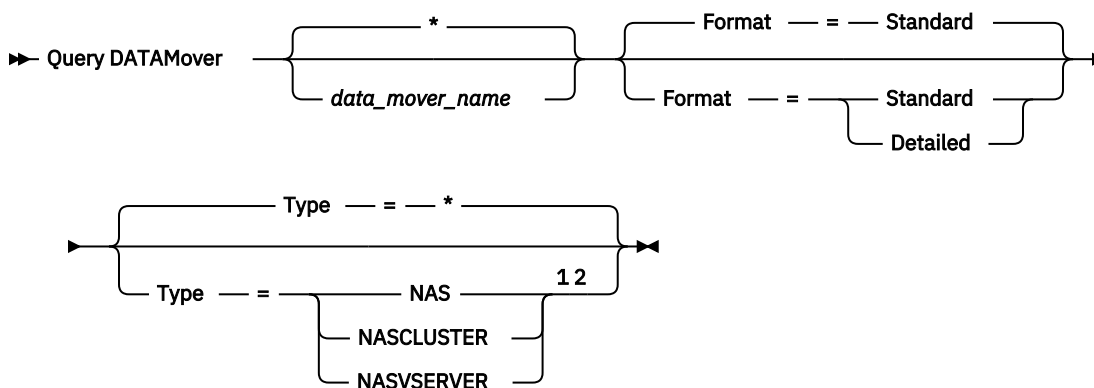 *
Format = Standard
Query DATAMover
data_mover_name
Format = Standard
Detailed
Type = *
1 2
Type = NAS
NASCLUSTER
NASVSERVER